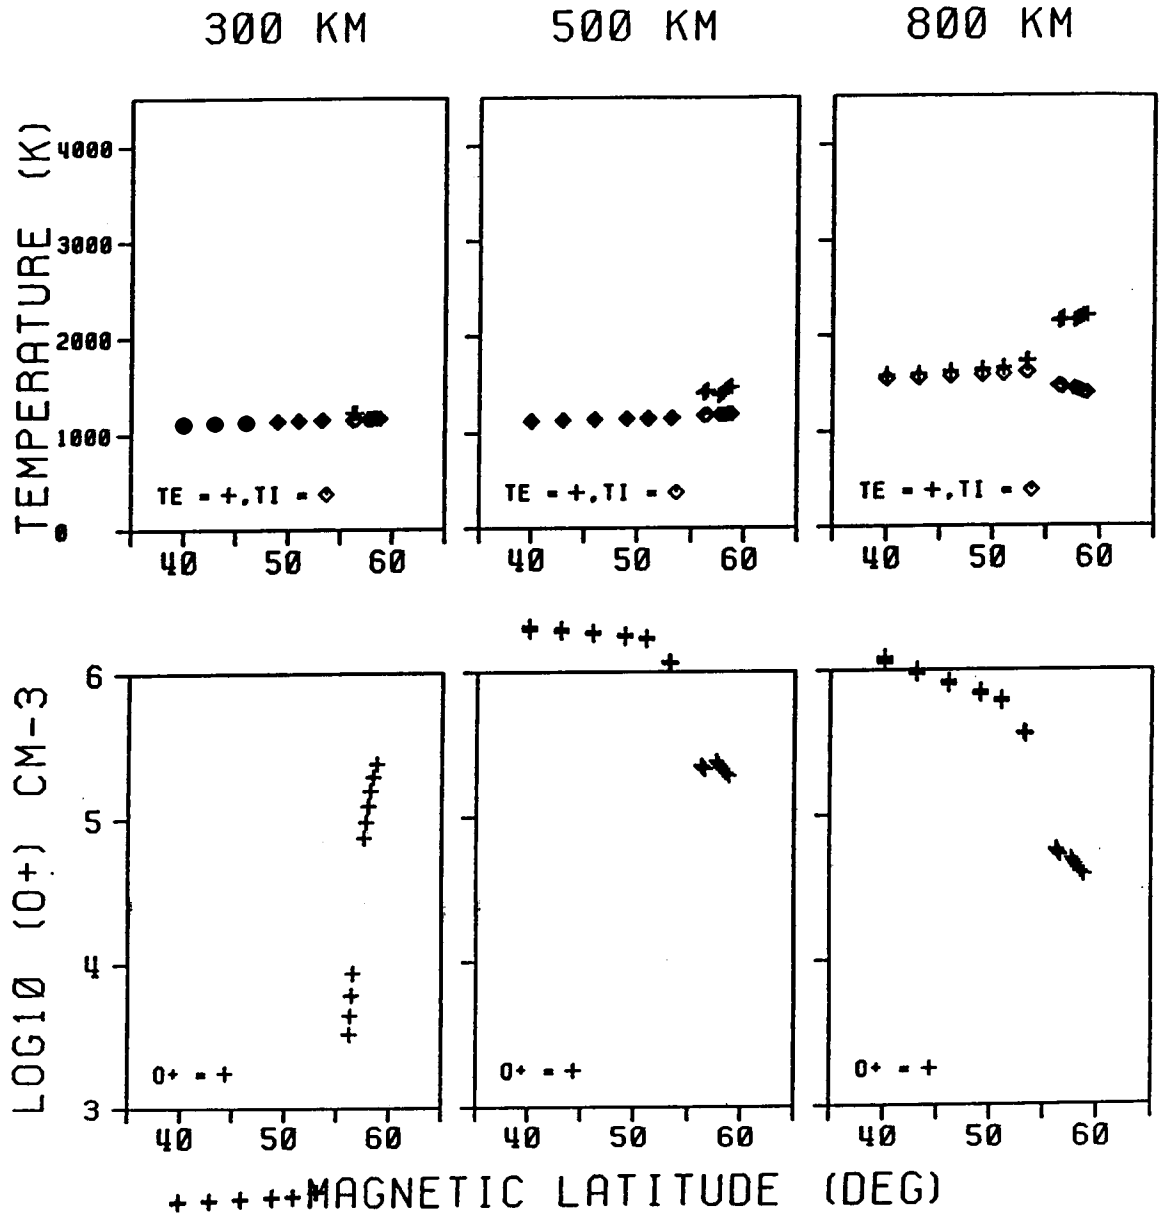 300 KM 500 KM 800 KM
TEMPERATURE (K)
4000
3000
2000
1000
0
TE = +,TI = ◇ TE = +,TI = ◇ TE = +,TI = ◇
40 50 60 40 50 60 40 50 60
LOG10 (O+) CM-3
6
5
4
3
O+ = + O+ = + O+ = +
40 50 60 40 50 60 40 50 60
MAGNETIC LATITUDE (DEG)